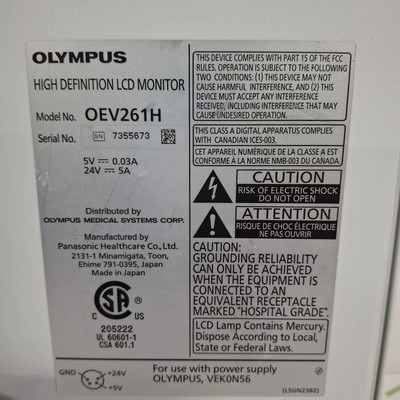 OLYMPUS
HIGH DEFINITION LCD MONITOR
Model No. OEV261H
Serial No. SN 7355673
5V 0.03A
24V 5A
Distributed by
OLYMPUS MEDICAL SYSTEMS CORP.
Manufactured by
Panasonic Healthcare Co., Ltd.
2131-1 Minamigata, Toon,
Ehime 791-0395, Japan
Made in Japan
SA
C US
205222
UL 60601-1
CSA 601.1
GND
+24V
+5V
THIS DEVICE COMPLIES WITH PART 15 OF THE FCC
RULES. OPERATION IS SUBJECT TO THE FOLLOWING
TWO CONDITIONS: (1) THIS DEVICE MAY NOT
CAUSE HARMFUL INTERFERENCE, AND (2) THIS
DEVICE MUST ACCEPT ANY INTERFERENCE
RECEIVED, INCLUDING INTERFERENCE THAT MAY
CAUSE UNDESIRED OPERATION.
THIS CLASS A DIGITAL APPARATUS COMPLIES
WITH CANADIAN ICES-003.
CET APPAREIL NUMÉRIQUE DE LA CLASSE A EST
CONFORME À LA NORME NMB-003 DU CANADA.
CAUTION
RISK OF ELECTRIC SHOCK
DO NOT OPEN
ATTENTION
RISQUE DE CHOC ÉLECTRIQUE
NE PAS OUVRIR
CAUTION:
GROUNDING RELIABILITY
CAN ONLY BE ACHIEVED
WHEN THE EQUIPMENT IS
CONNECTED TO AN
EQUIVALENT RECEPTACLE
MARKED "HOSPITAL GRADE".
LCD Lamp Contains Mercury.
Dispose According to Local,
State or Federal Laws.
For use with power supply
OLYMPUS, VEK0N56
(LSGN2382)